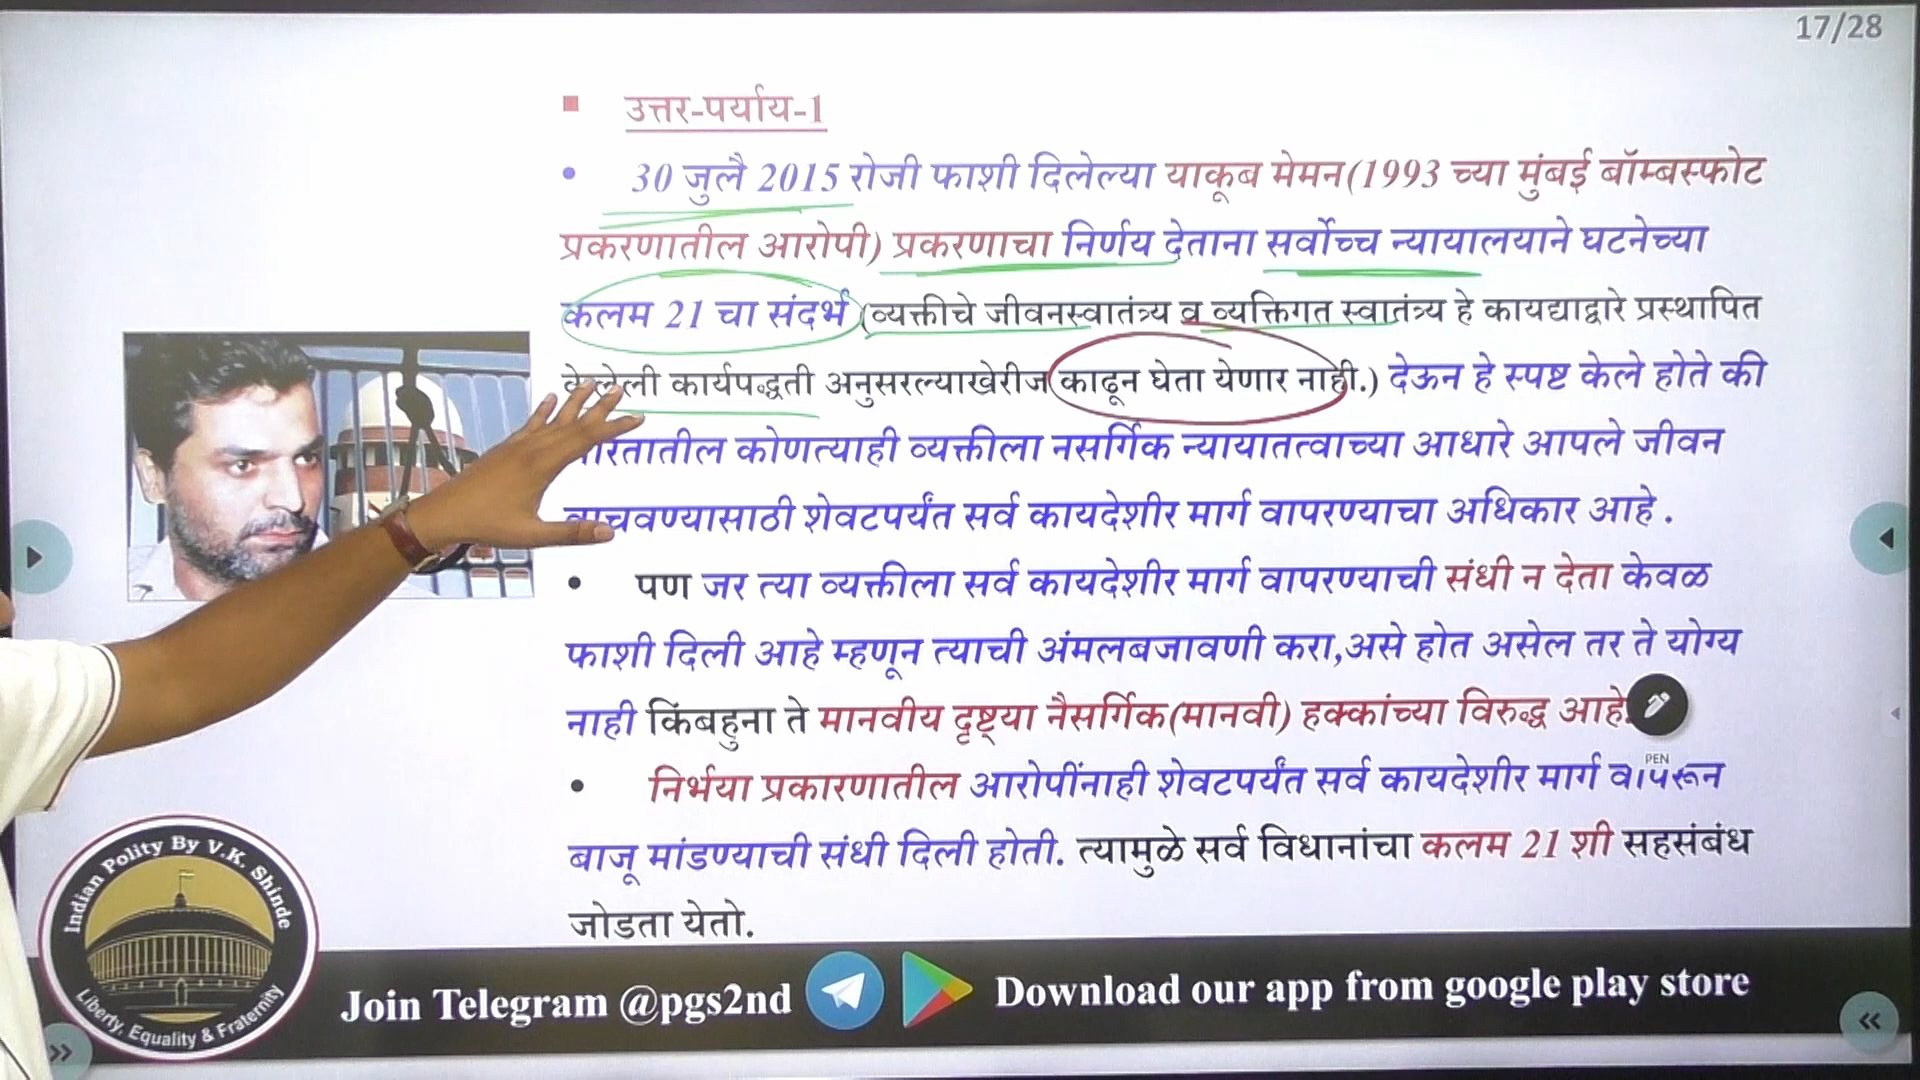 17/28
उत्तर-पर्याय-1
30 जुलै 2015 रोजी फाशी दिलेल्या याकूब मेमन(1993 च्या मुंबई बॉम्बस्फोट
प्रकरणातील आरोपी) प्रकरणाचा निर्णय देताना सर्वोच्च न्यायालयाने घटनेच्या
कलम 21 चा संदर्भ (व्यक्तीचे जीवनस्वातंत्र्य व व्यक्तिगत स्वातंत्र्य हे कायद्याद्वारे प्रस्थापित
कार्यपद्धती अनुसरल्याखेरीज काढून घेता येणार नाही.) देऊन हे स्पष्ट केले होते की
कोणत्याही व्यक्तीला नसर्गिक न्यायातत्वाच्या आधारे आपले जीवन
शेवटपर्यंत सर्व कायदेशीर मार्ग वापरण्याचा अधिकार आहे .
पण जर त्या व्यक्तीला सर्व कायदेशीर मार्ग वापरण्याची संधी न देता केवळ
फाशी दिली आहे म्हणून त्याची अंमलबजावणी करा,असे होत असेल तर ते योग्य
नाही किंबहुना ते मानवीय दृष्ट्या नैसर्गिक(मानवी) हक्कांच्या विरुद्ध आहे.
PEN
निर्भया प्रकारणातील आरोपींनाही शेवटपर्यंत सर्व कायदेशीर मार्ग वापरून
बाजू मांडण्याची संधी दिली होती. त्यामुळे सर्व विधानांचा कलम 21 शी सहसंबंध
जोडता येतो.
Indian Polity By V.K. Shinde
Liberty, Equality & Fraternity
Join Telegram @pgs2nd
Download our app from google play store